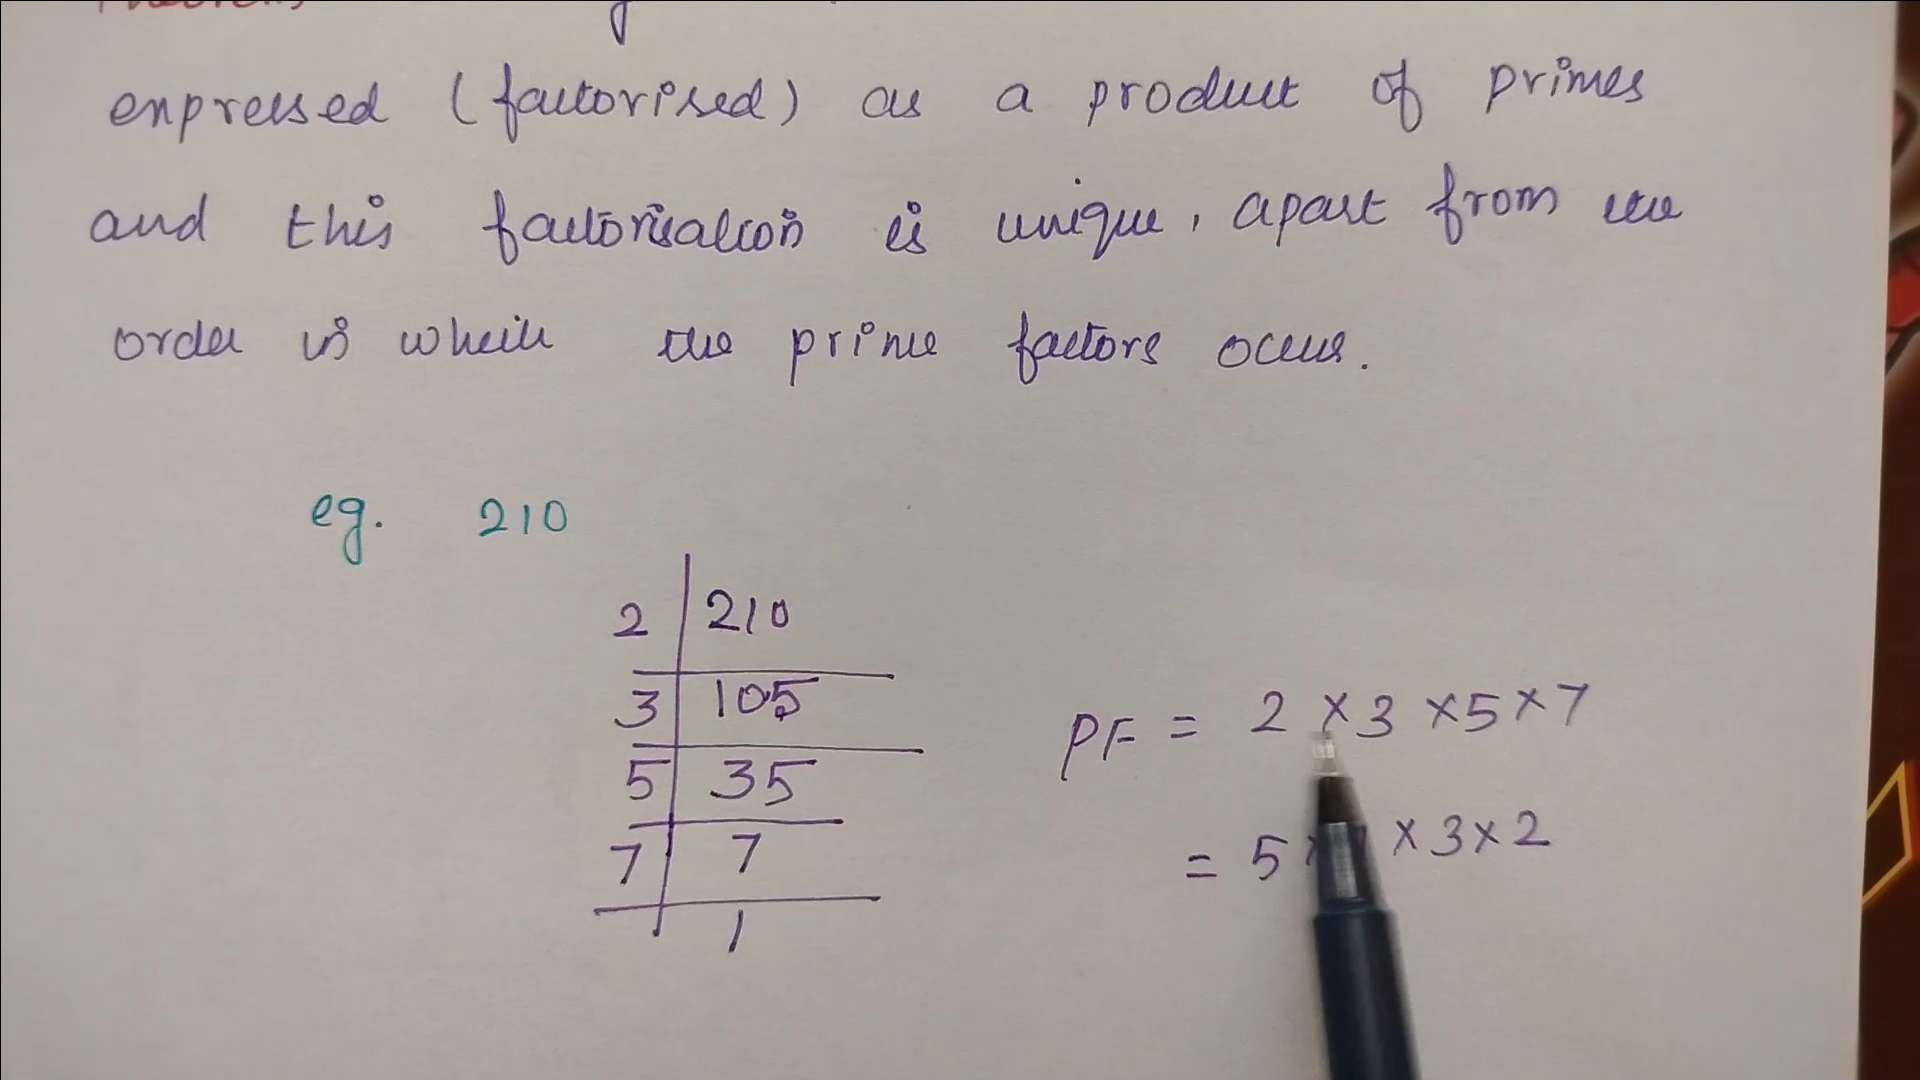 expressed (factorised) as a product of primes
and this factorisation is unique, apart from the
order in which the prime factors occur.
eg. 210
2 | 210
3 | 105
5 | 35
7 | 7
1
PF = 2 × 3 × 5 × 7
= 5 × × 3 × 2